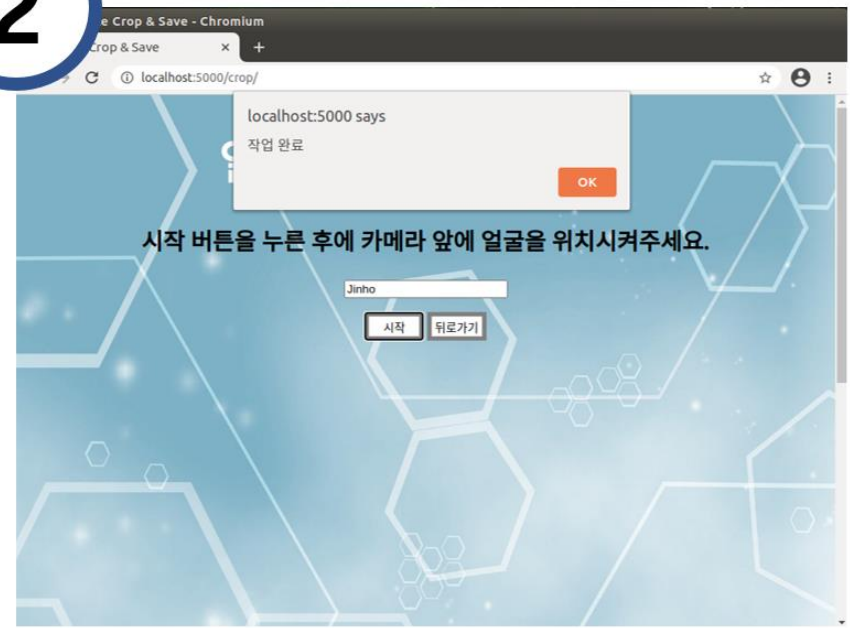 2
e Crop & Save - Chromium
Crop & Save
localhost:5000/crop/
localhost:5000 says
작업 완료
OK
시작 버튼을 누른 후에 카메라 앞에 얼굴을 위치시켜주세요.
Jinho
시작 뒤로가기